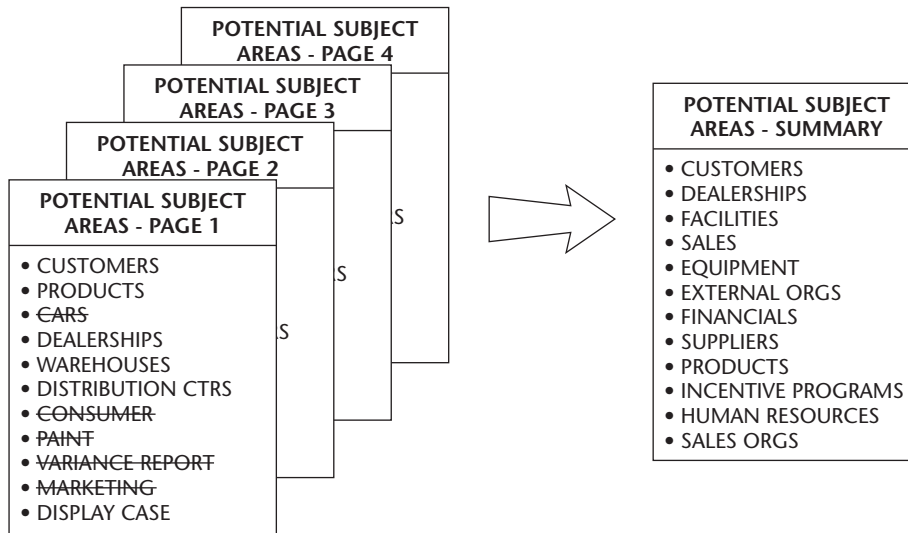 POTENTIAL SUBJECT
AREAS - PAGE 4
POTENTIAL SUBJECT
AREAS - PAGE 3
POTENTIAL SUBJECT
AREAS - PAGE 2
POTENTIAL SUBJECT
AREAS - PAGE 1
• CUSTOMERS
• PRODUCTS
• CARS
• DEALERSHIPS
• WAREHOUSES
• DISTRIBUTION CTRS
• CONSUMER
• PAINT
• VARIANCE REPORT
• MARKETING
• DISPLAY CASE
POTENTIAL SUBJECT
AREAS - SUMMARY
• CUSTOMERS
• DEALERSHIPS
• FACILITIES
• SALES
• EQUIPMENT
• EXTERNAL ORGS
• FINANCIALS
• SUPPLIERS
• PRODUCTS
• INCENTIVE PROGRAMS
• HUMAN RESOURCES
• SALES ORGS